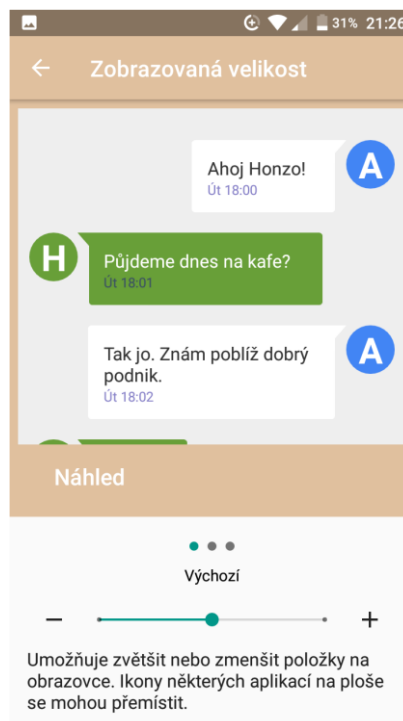 31% 21:26
Zobrazovaná velikost
Ahoj Honzo!
Út 18:00
A
H
Půjdeme dnes na kafe?
Út 18:01
Tak jo. Znám poblíž dobrý
podnik.
Út 18:02
A
Náhled
Výchozí
Umožňuje zvětšit nebo zmenšit položky na
obrazovce. Ikony některých aplikací na ploše
se mohou přemístit.